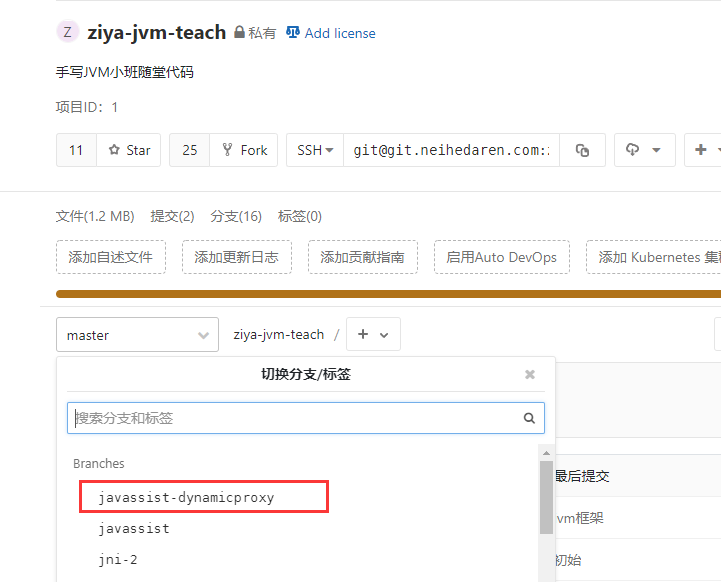 Z ziya-jvm-teach 私有 Add license
手写JVM小班随堂代码
项目ID: 1
11 Star 25 Fork SSH git@git.neihedaren.com:
文件(1.2 MB) 提交(2) 分支(16) 标签(0)
添加自述文件 添加更新日志 添加贡献指南 启用Auto DevOps 添加 Kubernetes 集
master ziya-jvm-teach /
切换分支/标签
搜索分支和标签
Branches
最后提交
javassist-dynamicproxy
vm框架
javassist
jni-2
初始